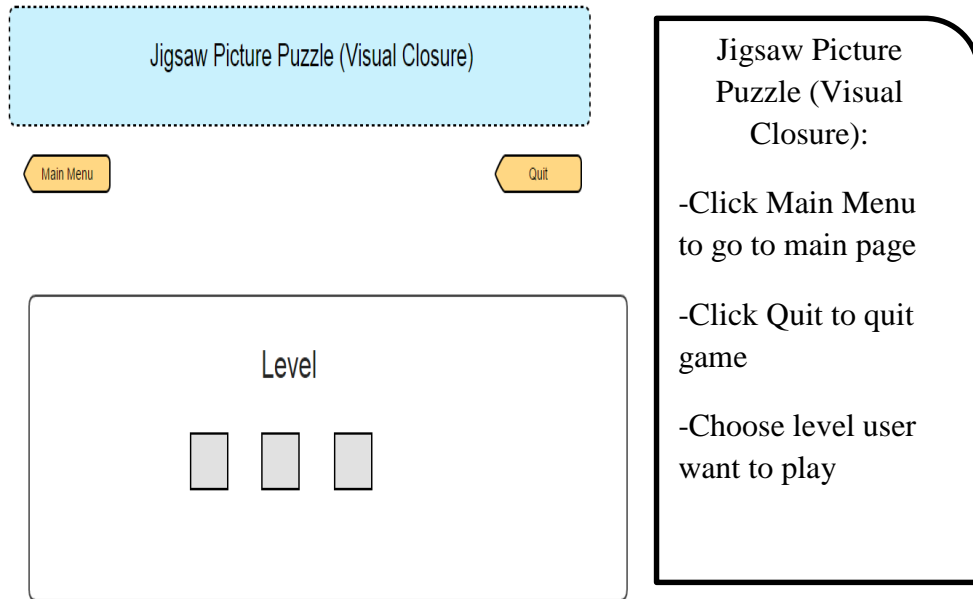 Jigsaw Picture Puzzle (Visual Closure)
Main Menu
Quit
Level
Jigsaw Picture
Puzzle (Visual
Closure):
-Click Main Menu
to go to main page
-Click Quit to quit
game
-Choose level user
want to play